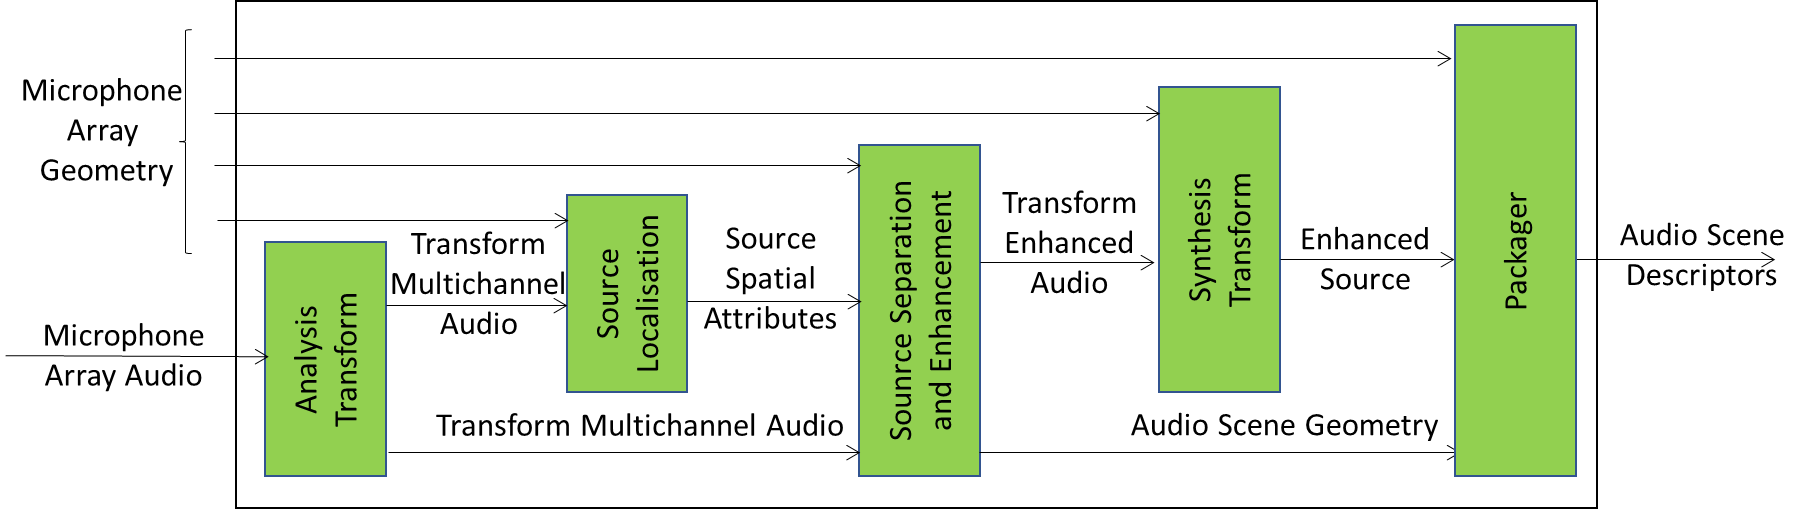 Microphone
Array
Geometry
Microphone
Array Audio
Analysis
Transform
Transform
Multichannel
Audio
Source
Localisation
Source
Spatial
Attributes
Transform Multichannel Audio
Sounrce Separation
and Enhancement
Transform
Enhanced
Audio
Synthesis
Transform
Enhanced
Source
Audio Scene Geometry
Packager
Audio Scene
Descriptors